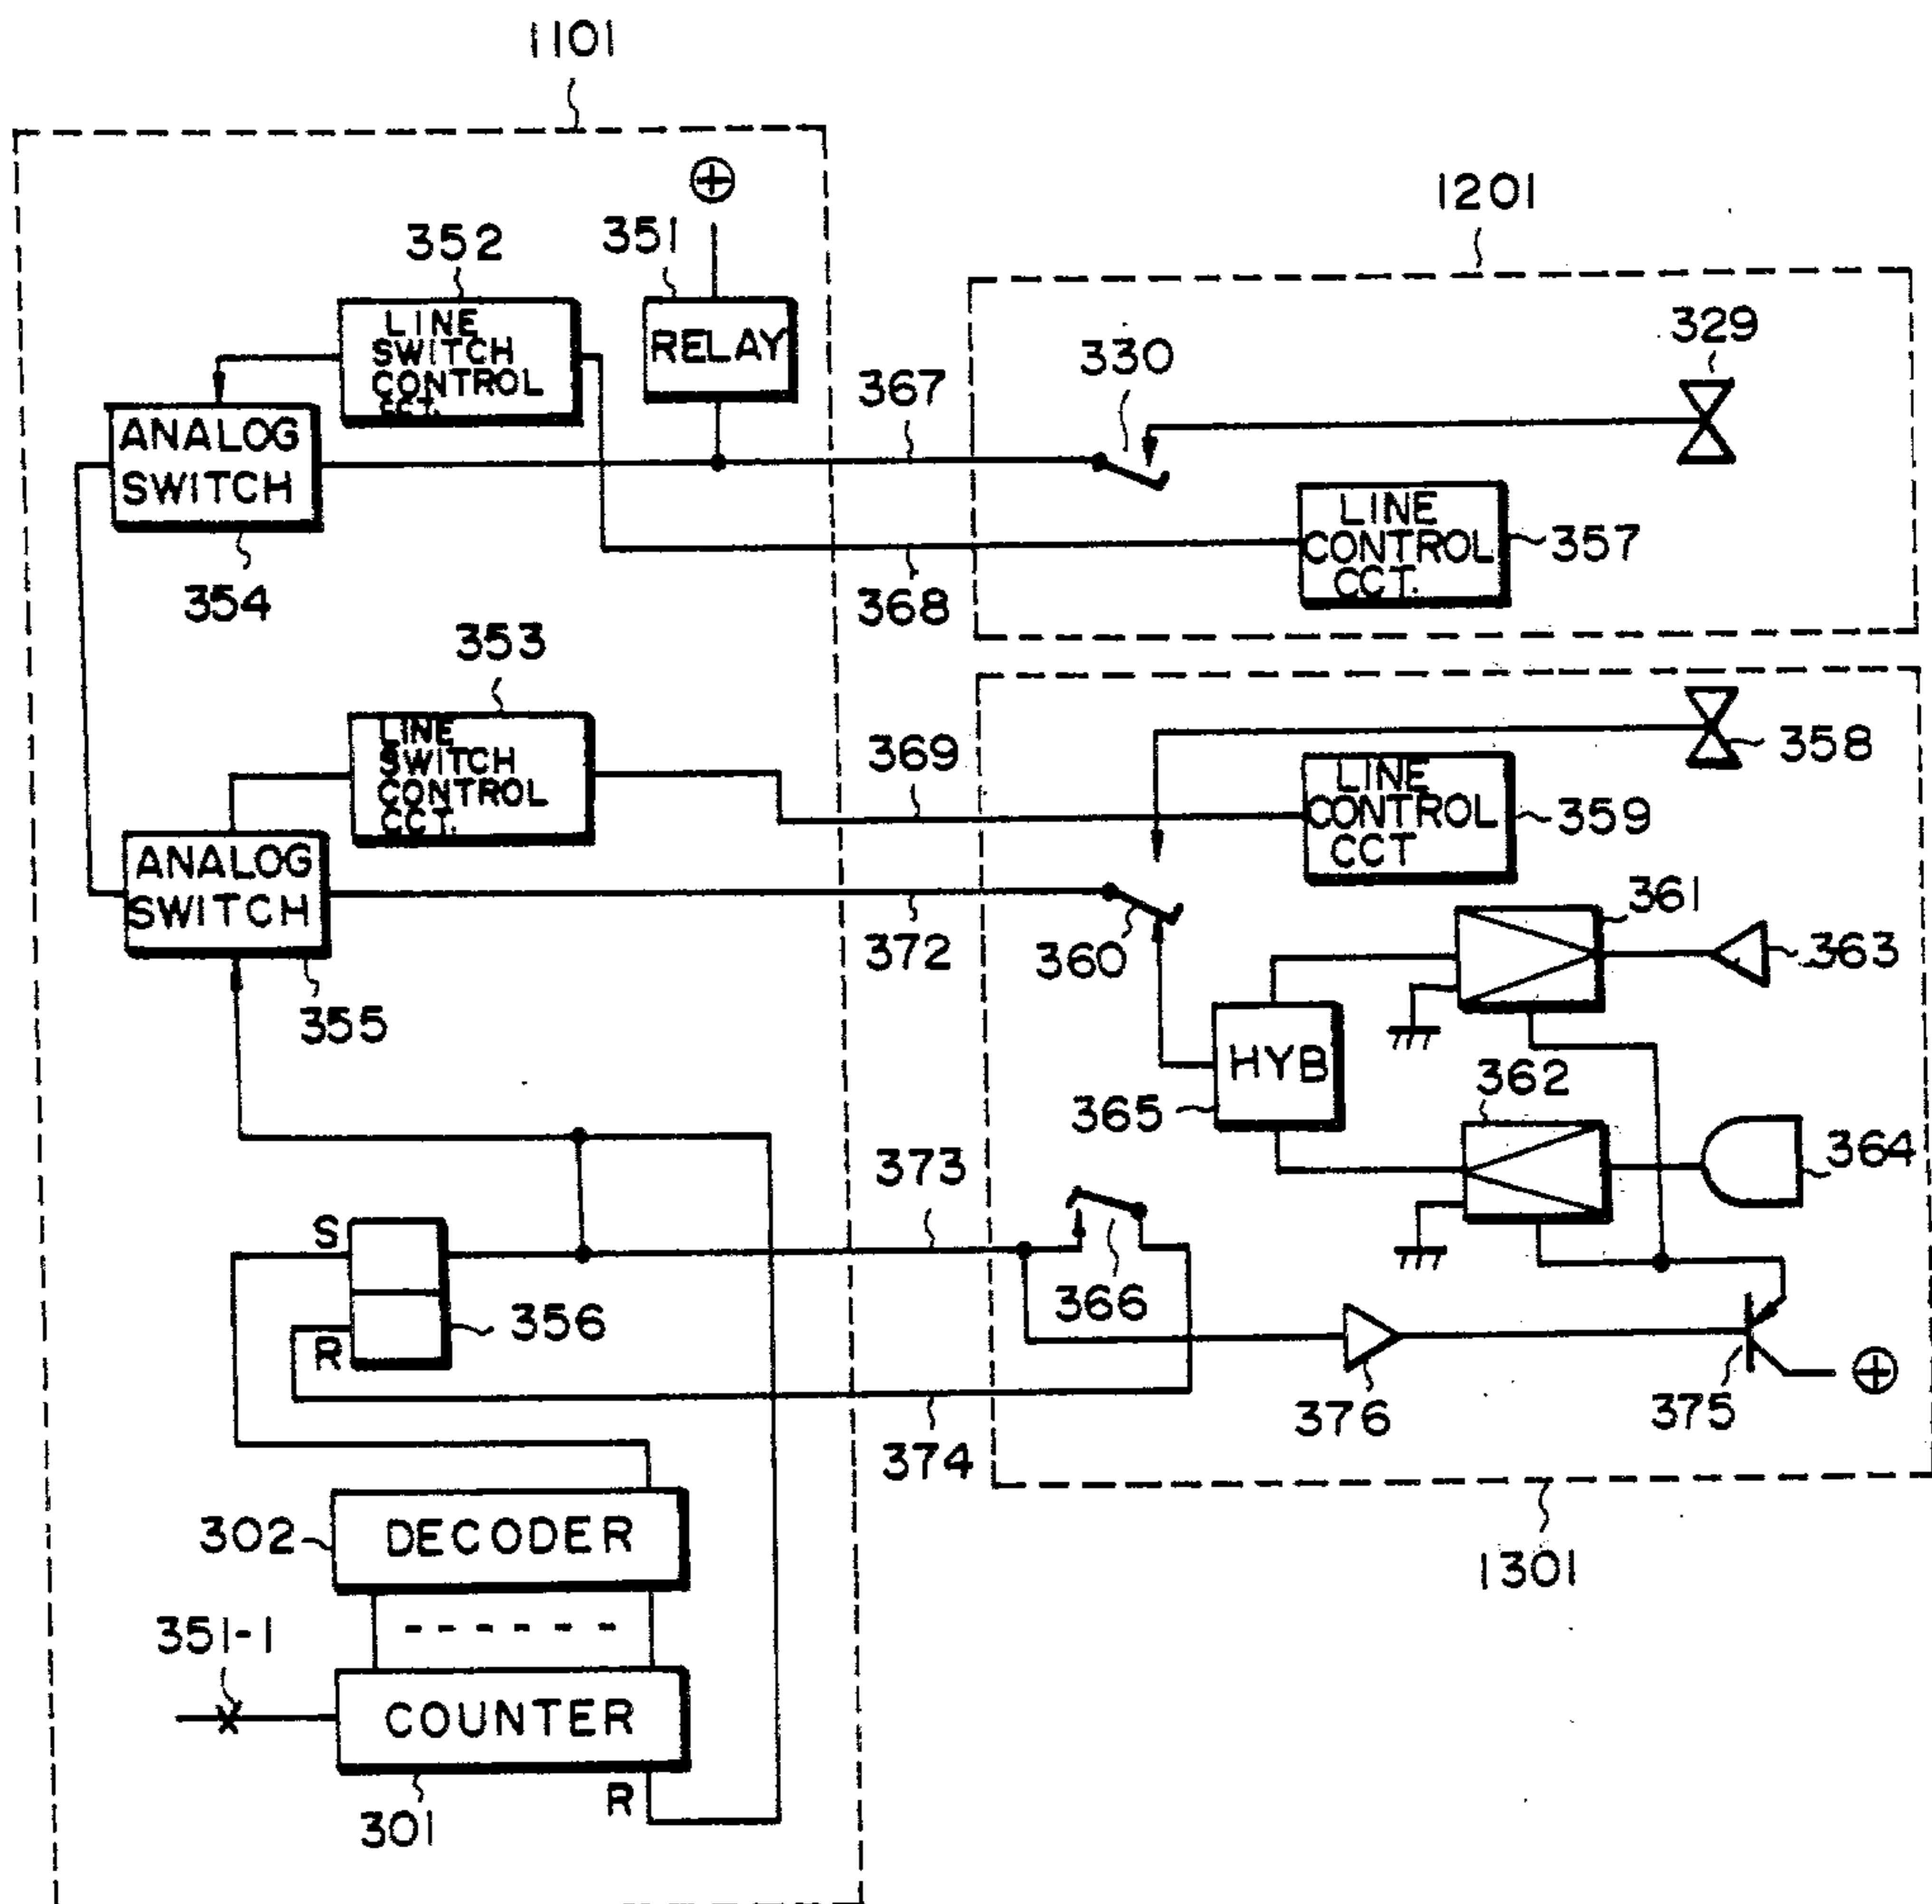 1101
1201
352
351
LINE
SWITCH
CONTROL
CCT.
RELAY
330
329
367
ANALOG
SWITCH
354
LINE
CONTROL
CCT.
357
368
353
LINE
SWITCH
CONTROL
CCT.
369
358
LINE
CONTROL
CCT
359
ANALOG
SWITCH
355
372
360
361
363
HYB
365
362
364
373
S
R
356
366
376
375
374
302
DECODER
1301
351-1
COUNTER
R
301